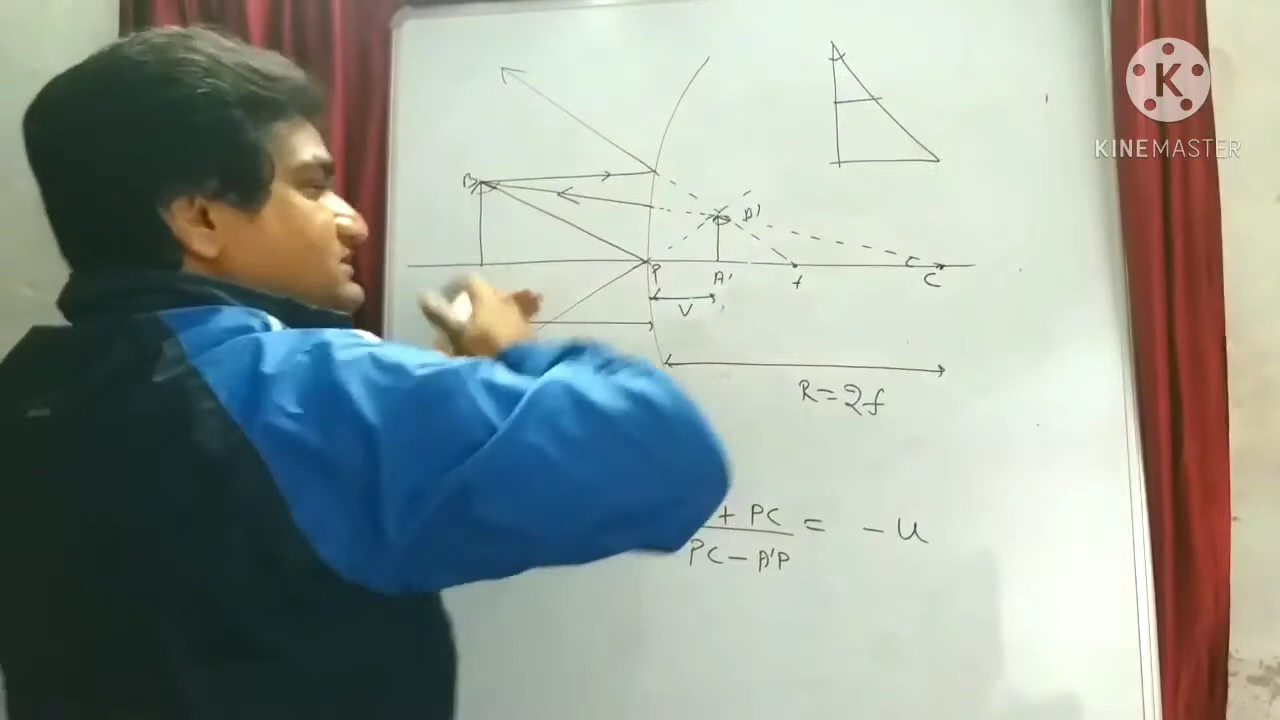 K
KINEMASTER
B
B'
P
A'
f
C
V
R = 2f
+ PC = - u
PC - A'P